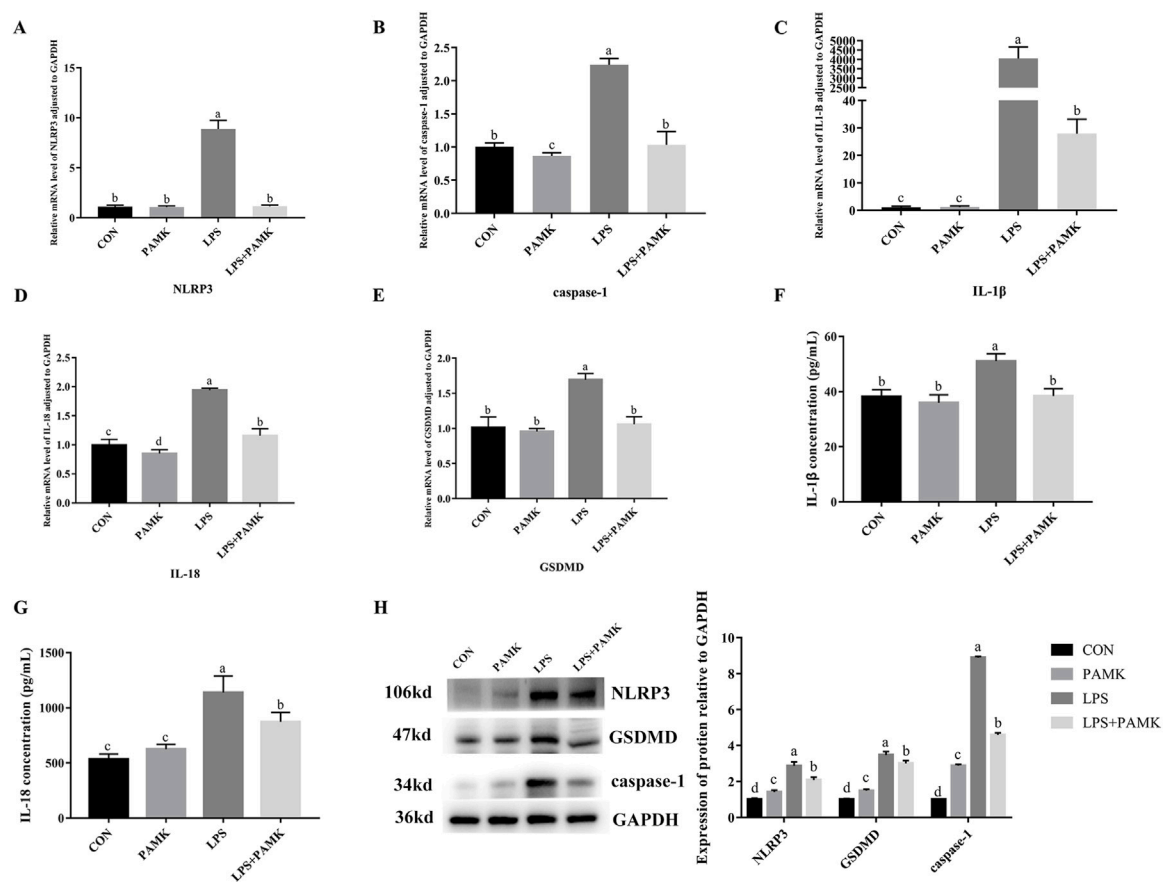 A
Relative mRNA level of NLRP3 adjusted to GAPDH
15
10
5
0
b
b
a
b
CON
PAMK
LPS
LPS+PAMK
NLRP3
B
Relative mRNA level of caspase-1 adjusted to GAPDH
2.5
2.0
1.5
1.0
0.5
0.0
b
c
a
b
CON
PAMK
LPS
LPS+PAMK
caspase-1
C
Relative mRNA level of IL1-B adjusted to GAPDH
5000
4500
4000
3500
3000
2500
40
30
20
10
0
c
c
a
b
CON
PAMK
LPS
LPS+PAMK
IL-1β
D
Relative mRNA level of IL-18 adjusted to GAPDH
2.5
2.0
1.5
1.0
0.5
0.0
c
d
a
b
CON
PAMK
LPS
LPS+PAMK
IL-18
E
Relative mRNA level of GSDMD adjusted to GAPDH
2.0
1.5
1.0
0.5
0.0
b
b
a
b
CON
PAMK
LPS
LPS+PAMK
GSDMD
F
IL-1β concentration (pg/mL)
60
40
20
0
b
b
a
b
CON
PAMK
LPS
LPS+PAMK
G
IL-18 concentration (pg/mL)
1500
1000
500
0
c
c
a
b
CON
PAMK
LPS
LPS+PAMK
H
CON
PAMK
LPS
LPS+PAMK
106kd
NLRP3
47kd
GSDMD
34kd
caspase-1
36kd
GAPDH
Expression of protien relative to GAPDH
10
8
6
4
2
0
d
c
a
b
d
c
a
b
d
c
a
b
NLRP3
GSDMD
caspase-1
CON
PAMK
LPS
LPS+PAMK